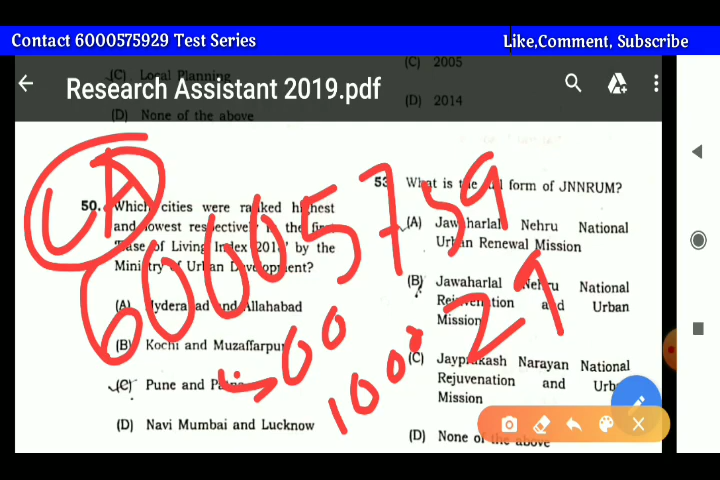 Contact 6000575929 Test Series
Like,Comment, Subscribe
Research Assistant 2019.pdf
(C) Local Planning
(D) None of the above
(C) 2005
(D) 2014
50. Which cities were ranked highest
and lowest respectively in the first
'Ease of Living Index 2018' by the
Ministry of Urban Development?
(A) Hyderabad and Allahabad
(B) Kochi and Muzaffarpur
(C) Pune and Patna
(D) Navi Mumbai and Lucknow
53. What is the full form of JNNRUM?
(A) Jawaharlal Nehru National
Urban Renewal Mission
(B) Jawaharlal Nehru National
Rejuvenation and Urban
Mission
(C) Jayprakash Narayan National
Rejuvenation and Urban
Mission
(D) None of the above
LA
60005759
29
500
1000